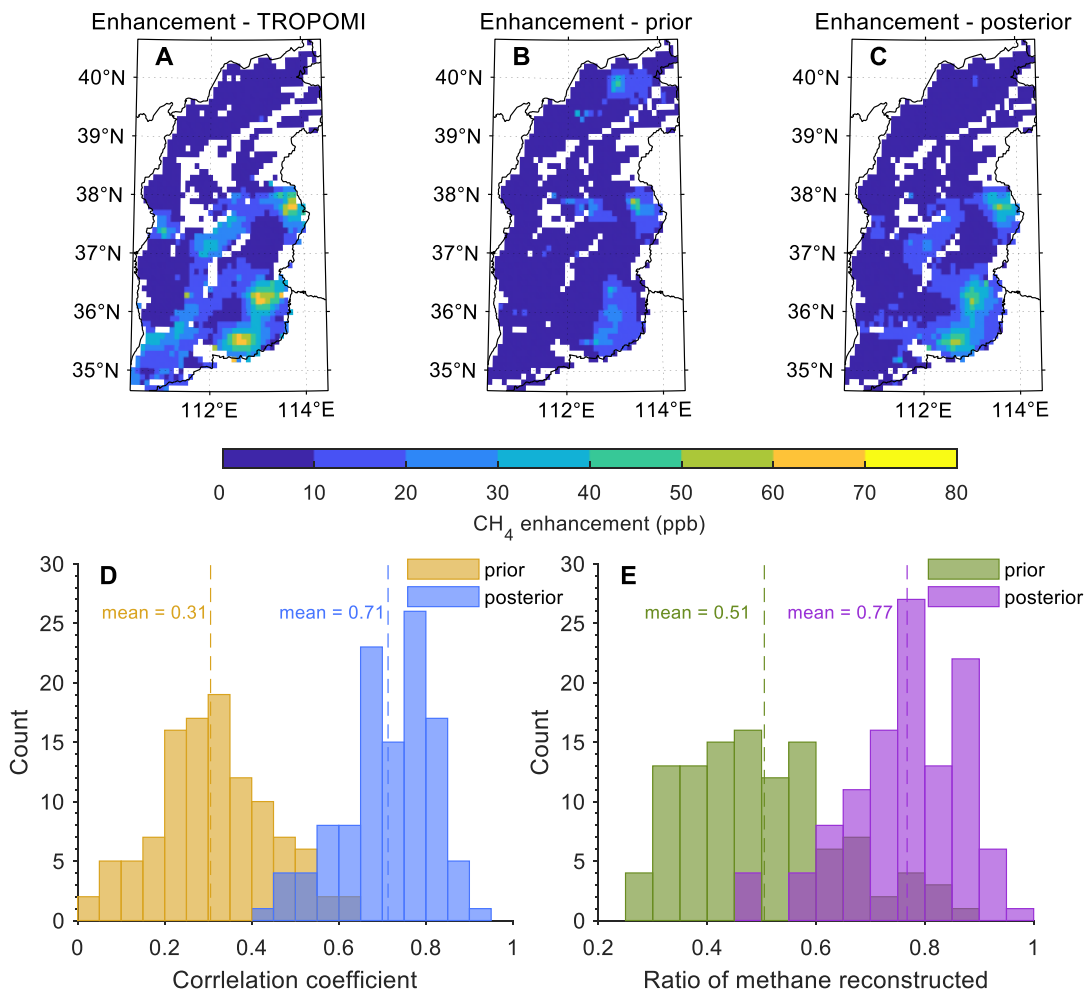 Enhancement - TROPOMI
Enhancement - prior
Enhancement - posterior
A
B
C
40°N
39°N
38°N
37°N
36°N
35°N
112°E
114°E
40°N
39°N
38°N
37°N
36°N
35°N
112°E
114°E
40°N
39°N
38°N
37°N
36°N
35°N
112°E
114°E
0 10 20 30 40 50 60 70 80
CH4 enhancement (ppb)
D
prior
posterior
mean = 0.31
mean = 0.71
30
25
20
15
10
5
0
Count
0 0.2 0.4 0.6 0.8 1
Corrlelation coefficient
E
prior
posterior
mean = 0.51
mean = 0.77
30
25
20
15
10
5
0
Count
0.2 0.4 0.6 0.8 1
Ratio of methane reconstructed